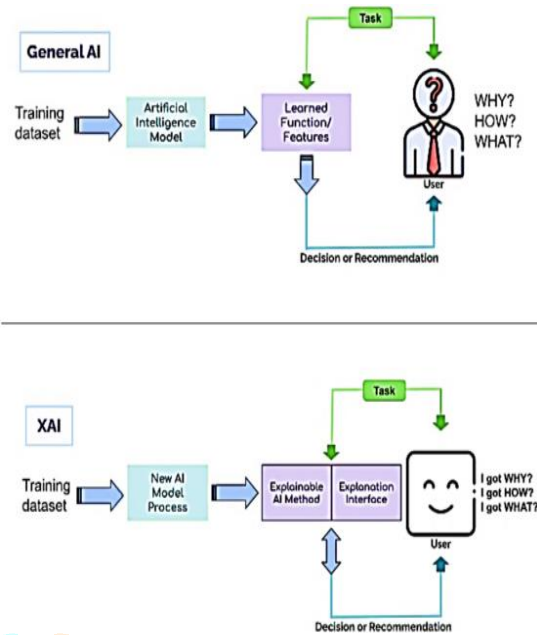 Task
General AI
Training
dataset
Artificial
Intelligence
Model
Learned
Function/
Features
?
WHY?
HOW?
WHAT?
User
Decision or Recommendation
Task
XAI
Training
dataset
New AI
Model
Process
Explainable
AI Method
Explanation
Interface
I got WHY?
I got HOW?
I got WHAT?
User
Decision or Recommendation